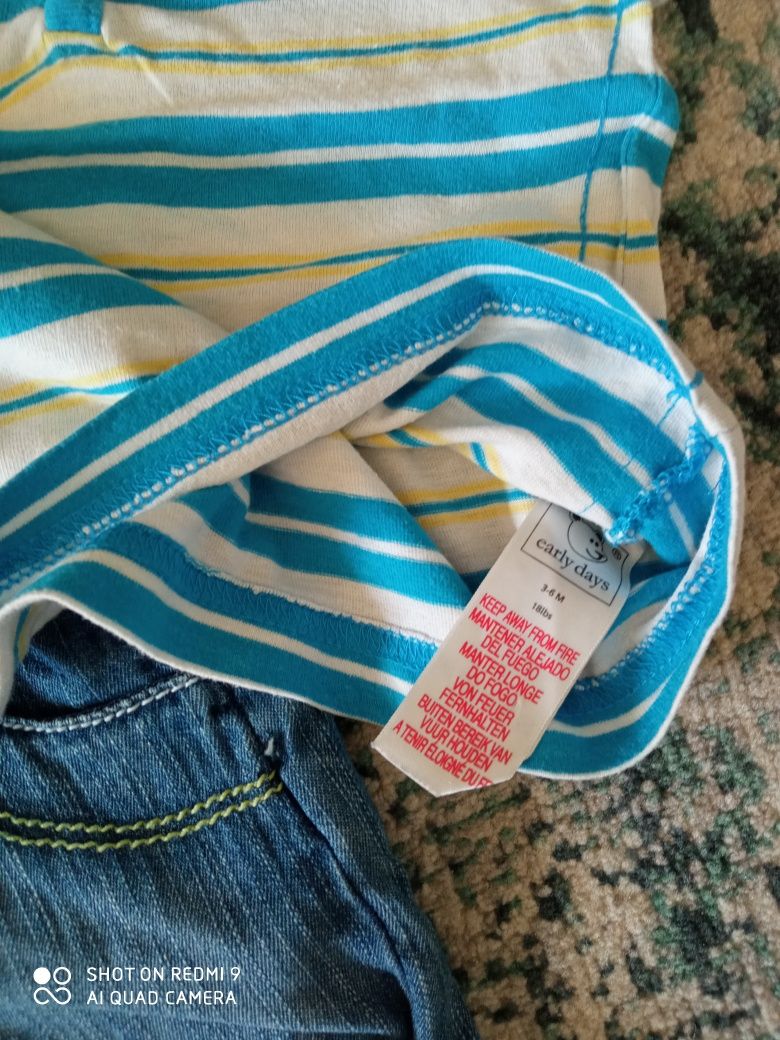 ®
early days
3-6 M
18lbs
KEEP AWAY FROM FIRE
MANTENER ALEJADO
DEL FUEGO
MANTER LONGE
DO FOGO
VON FEUER
FERNHALTEN
BUITEN BEREIK VAN
VUUR HOUDEN
A TENIR ÉLOIGNÉ DU
SHOT ON REDMI 9
AI QUAD CAMERA